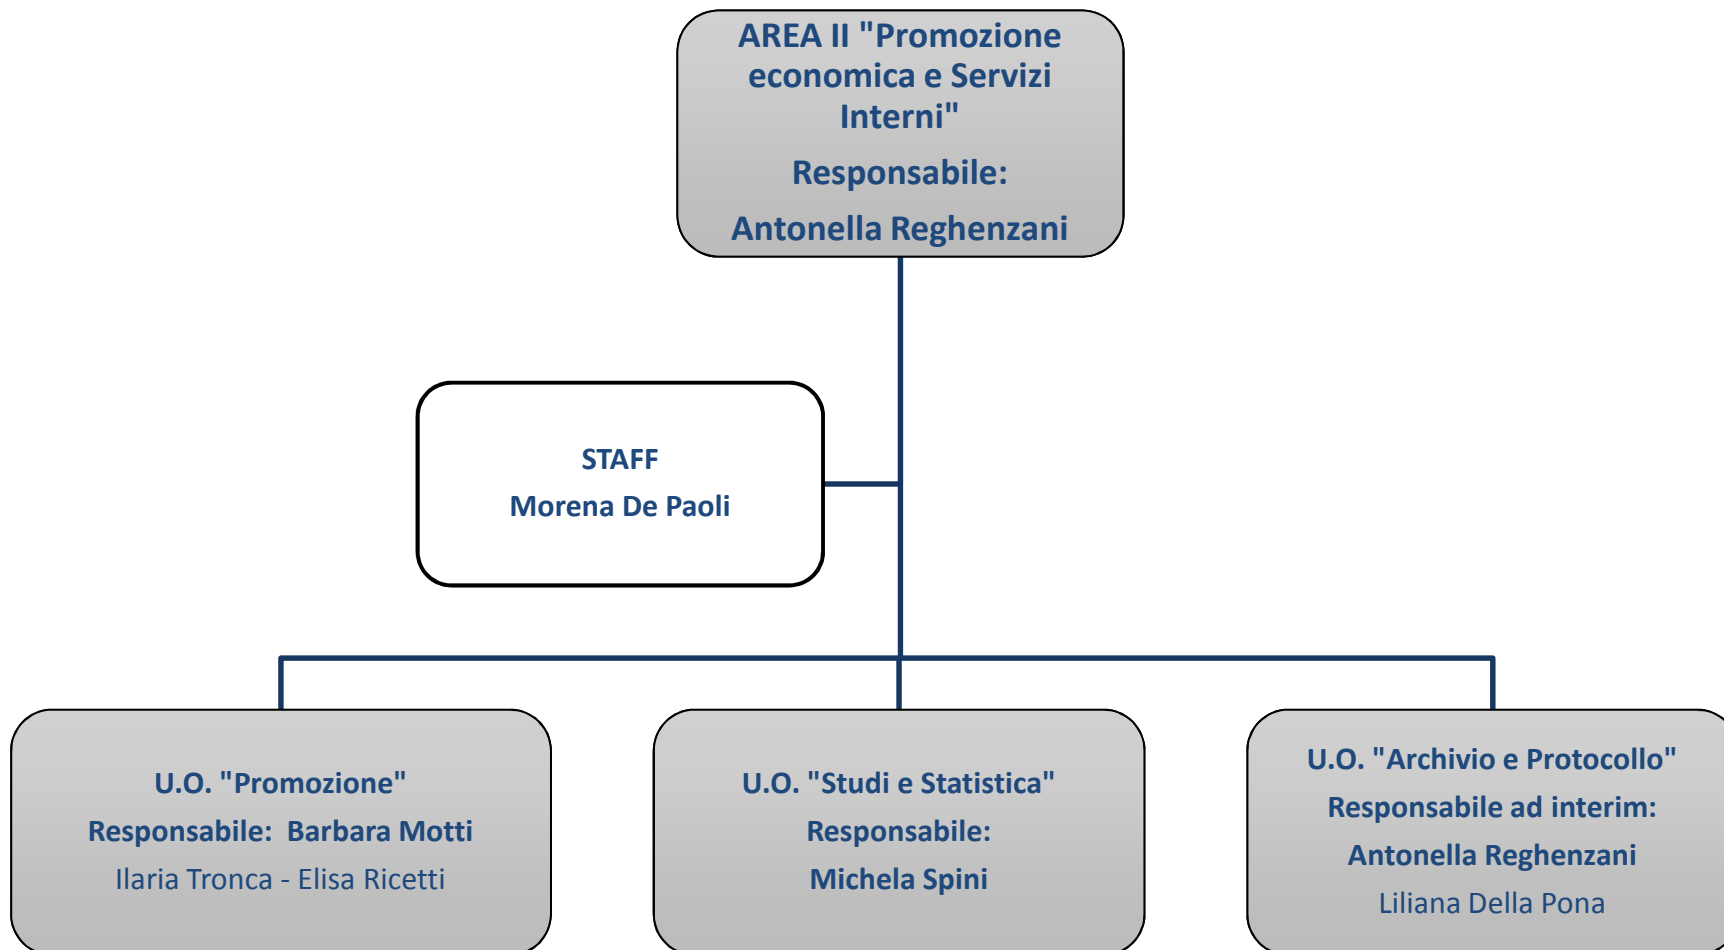 AREA II "Promozione
economica e Servizi
Interni"
Responsabile:
Antonella Reghenzani
STAFF
Morena De Paoli
U.O. "Promozione"
Responsabile:  Barbara Motti
Ilaria Tronca - Elisa Ricetti
U.O. "Studi e Statistica"
Responsabile:
Michela Spini
U.O. "Archivio e Protocollo"
Responsabile ad interim:
Antonella Reghenzani
Liliana Della Pona